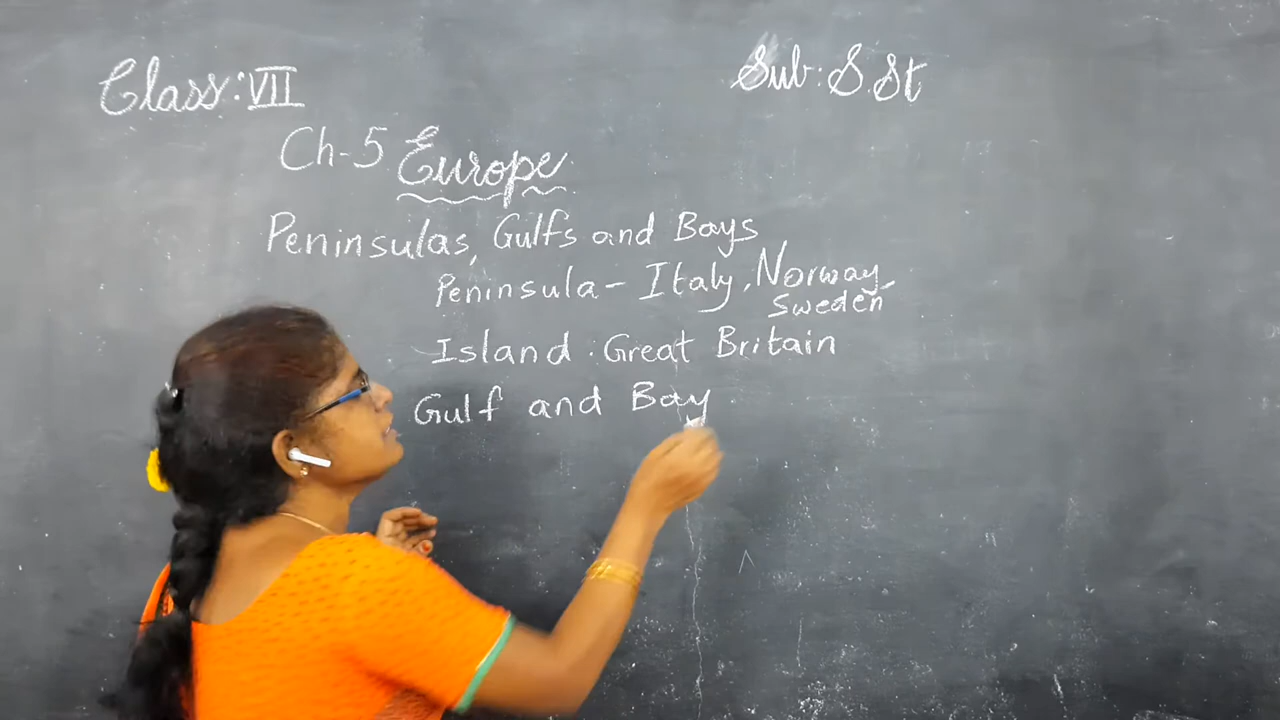 Class: VII
Sub: S.St
Ch-5 Europe
Peninsulas, Gulfs and Bays
Peninsula - Italy, Norway,
Sweden
Island : Great Britain
Gulf and Bay